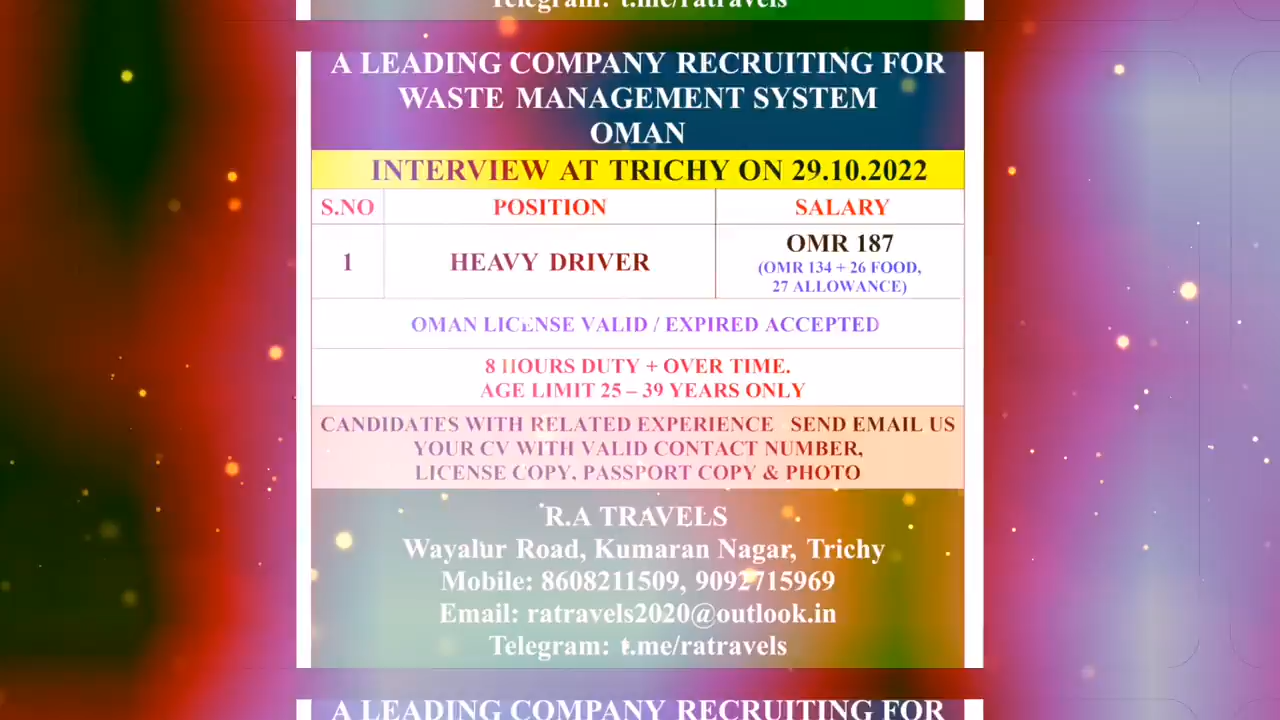 Telegram: t.me/ratravels
A LEADING COMPANY RECRUITING FOR
WASTE MANAGEMENT SYSTEM
OMAN
INTERVIEW AT TRICHY ON 29.10.2022
S.NO POSITION SALARY
1 HEAVY DRIVER OMR 187
(OMR 134 + 26 FOOD,
27 ALLOWANCE)
OMAN LICENSE VALID / EXPIRED ACCEPTED
8 HOURS DUTY + OVER TIME.
AGE LIMIT 25 – 39 YEARS ONLY
CANDIDATES WITH RELATED EXPERIENCE SEND EMAIL US
YOUR CV WITH VALID CONTACT NUMBER,
LICENSE COPY, PASSPORT COPY & PHOTO
R.A TRAVELS
Wayalur Road, Kumaran Nagar, Trichy
Mobile: 8608211509, 9092715969
Email: ratravels2020@outlook.in
Telegram: t.me/ratravels
A LEADING COMPANY RECRUITING FOR